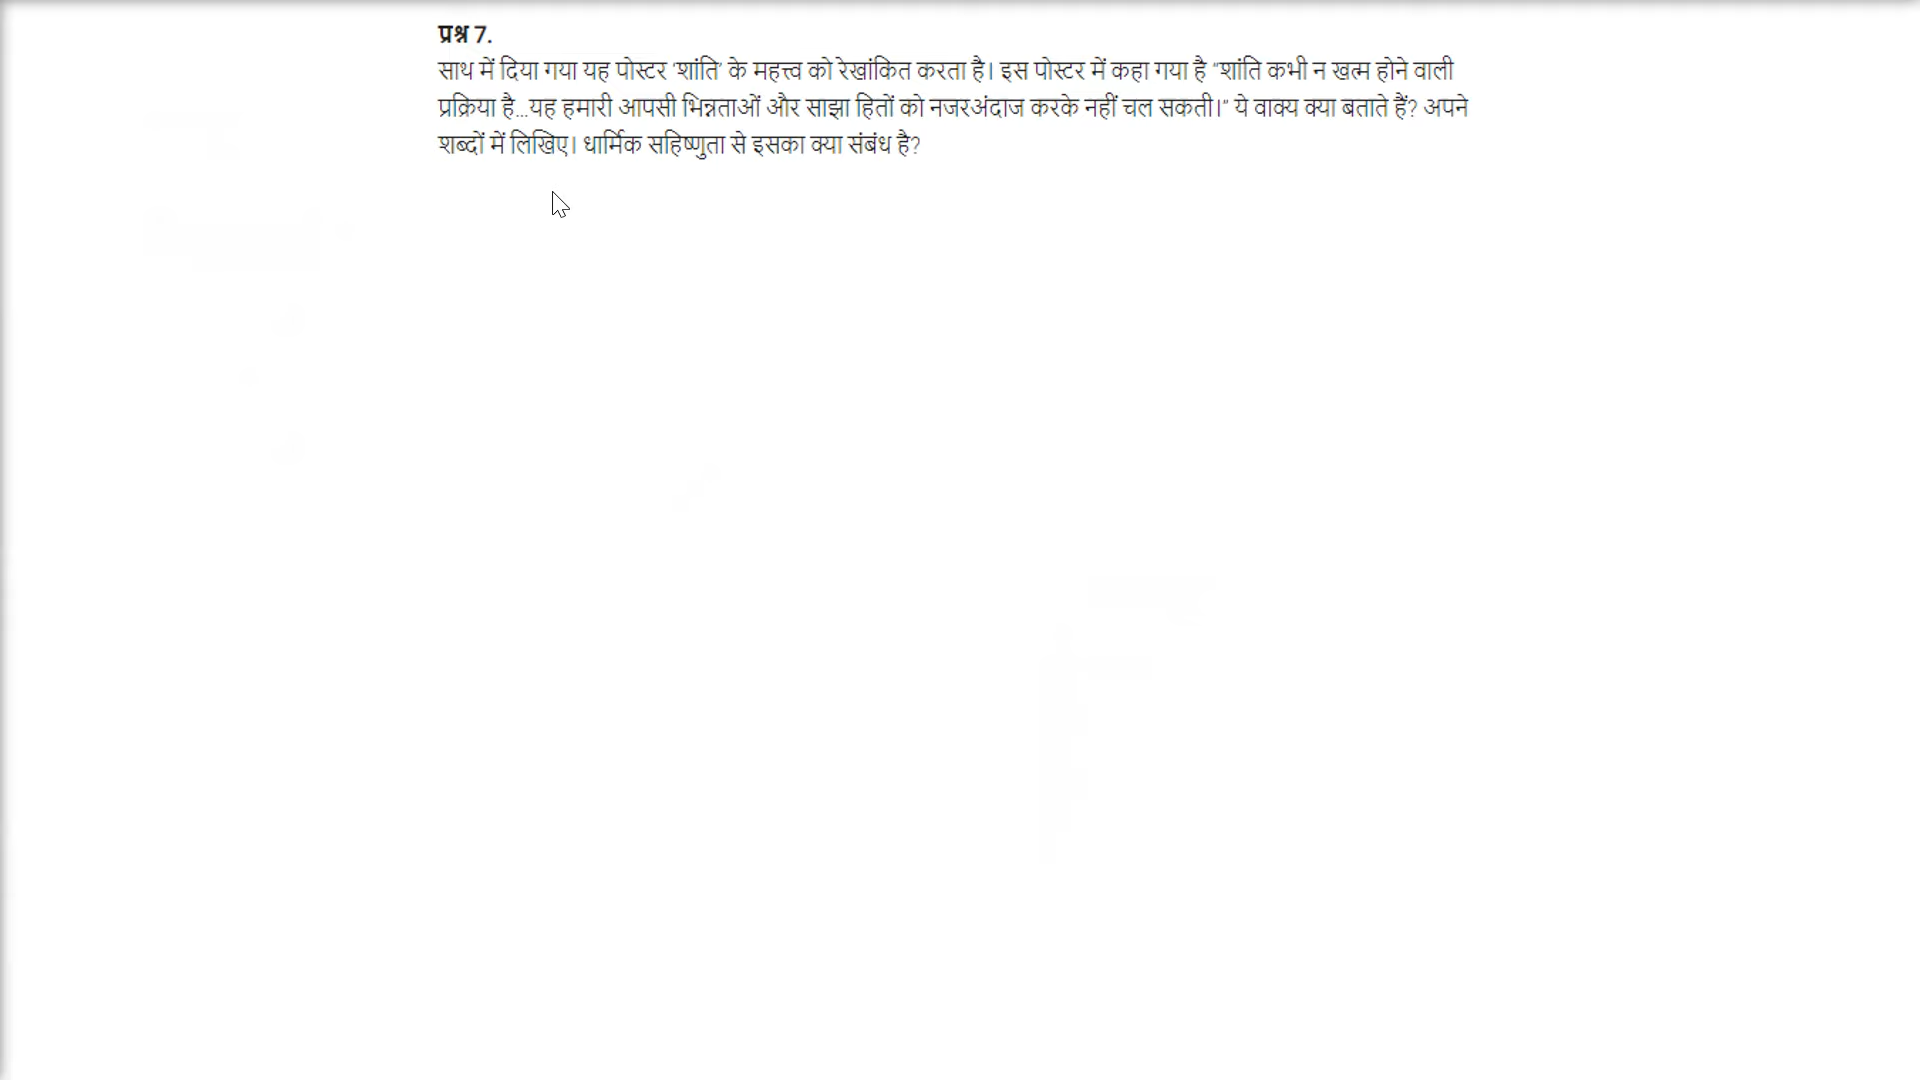 प्रश्न 7.
साथ में दिया गया यह पोस्टर 'शांति' के महत्त्व को रेखांकित करता है। इस पोस्टर में कहा गया है “शांति कभी न खत्म होने वाली
प्रक्रिया है...यह हमारी आपसी भिन्नताओं और साझा हितों को नजरअंदाज करके नहीं चल सकती।” ये वाक्य क्या बताते हैं? अपने
शब्दों में लिखिए। धार्मिक सहिष्णुता से इसका क्या संबंध है?